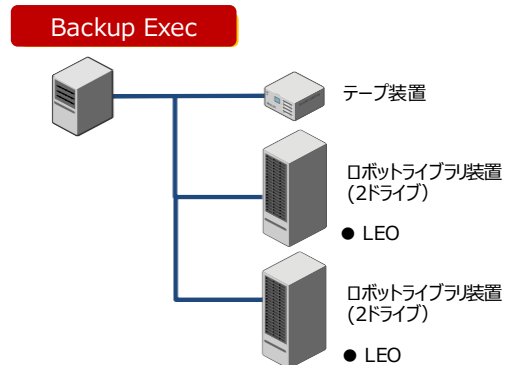 Backup Exec
テープ装置
ロボットライブラリ装置
(2ドライブ)
● LEO
ロボットライブラリ装置
(2ドライブ)
● LEO